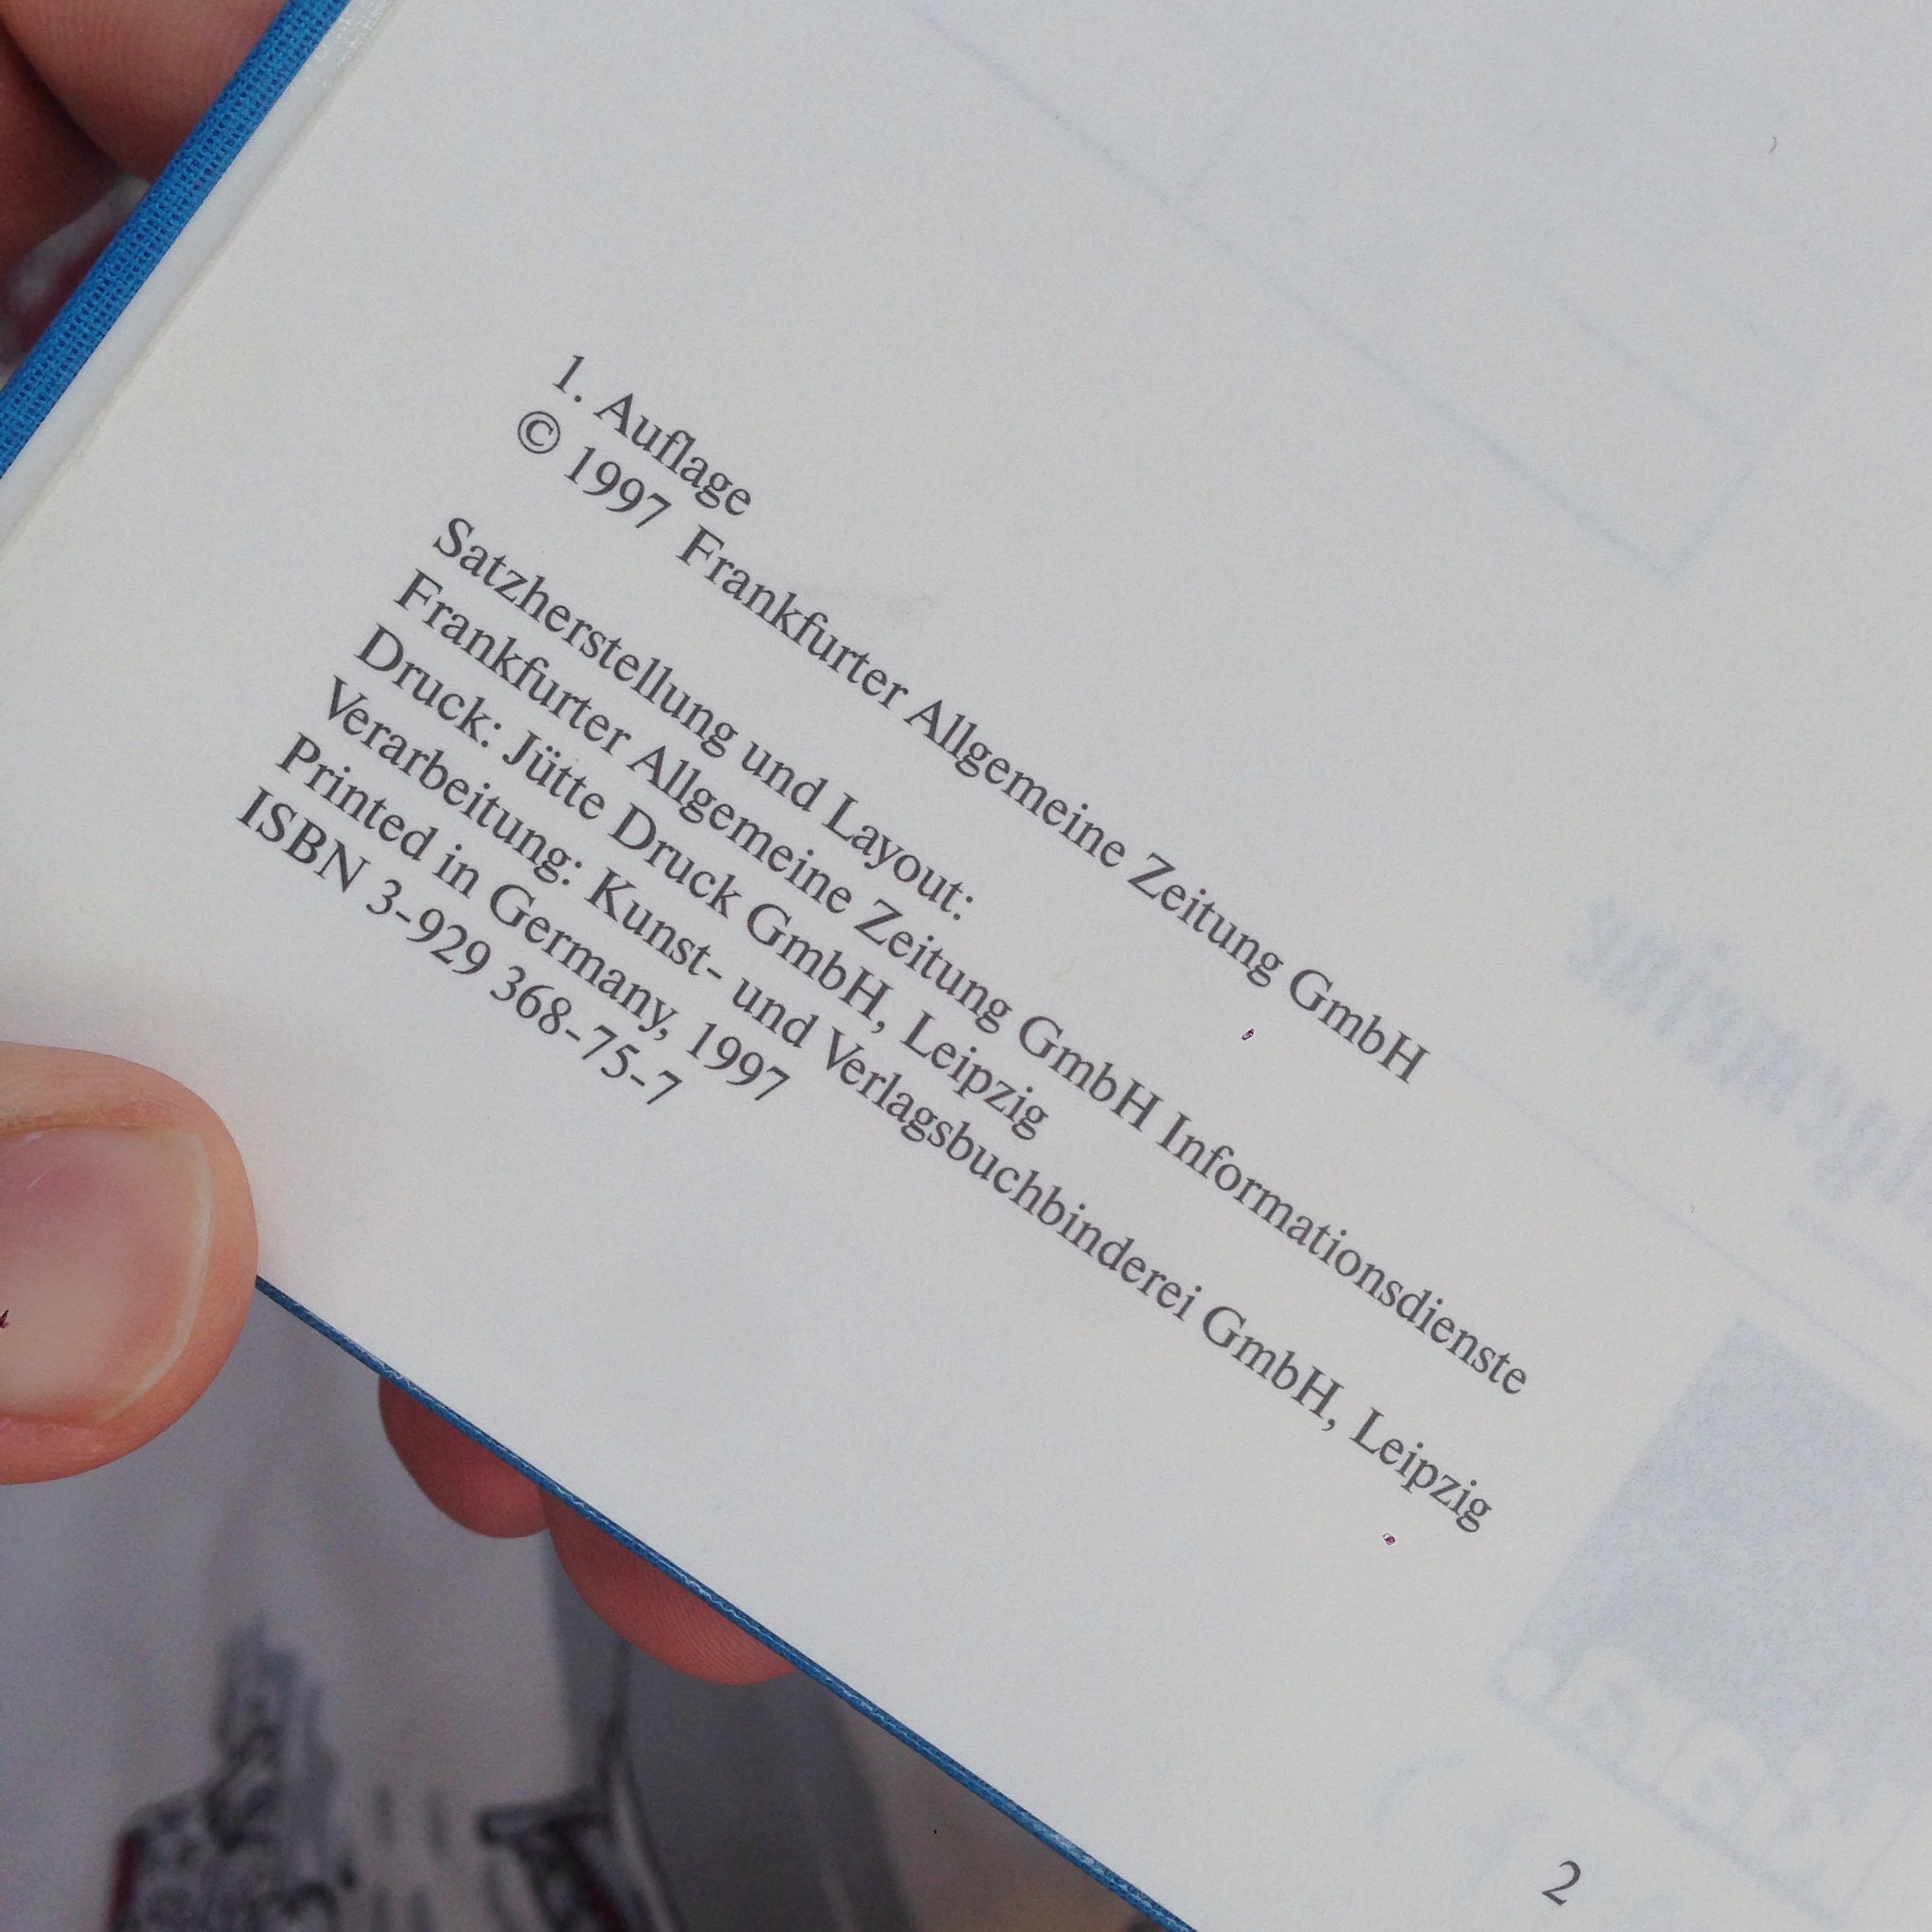 1. Auflage
© 1997 Frankfurter Allgemeine Zeitung GmbH
Satzherstellung und Layout:
Frankfurter Allgemeine Zeitung GmbH Informationsdienste
Druck: Jütte Druck GmbH, Leipzig
Verarbeitung: Kunst- und Verlagsbuchbinderei GmbH, Leipzig
Printed in Germany, 1997
ISBN 3-929 368-75-7
2